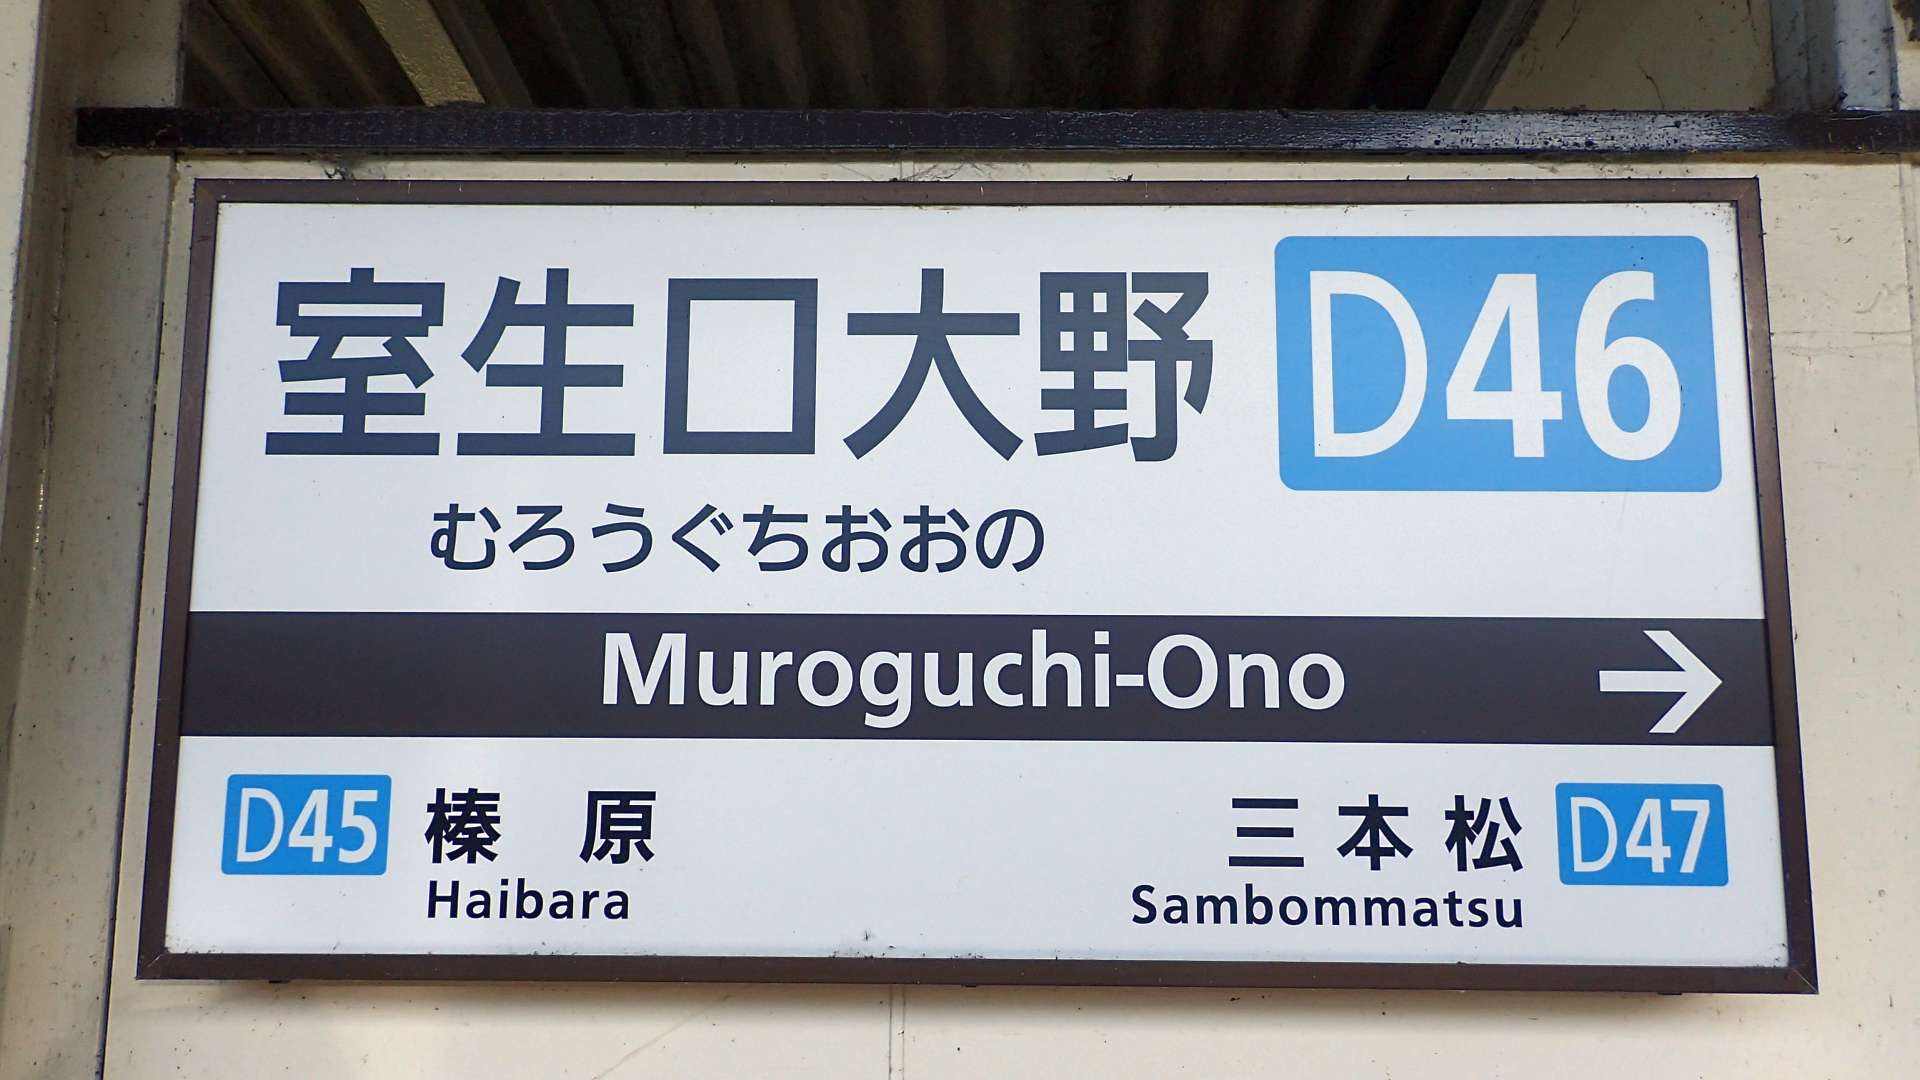 室生口大野 D46
むろうぐちおおの
Muroguchi-Ono →
D45 榛原 三本松 D47
Haibara Sambommatsu